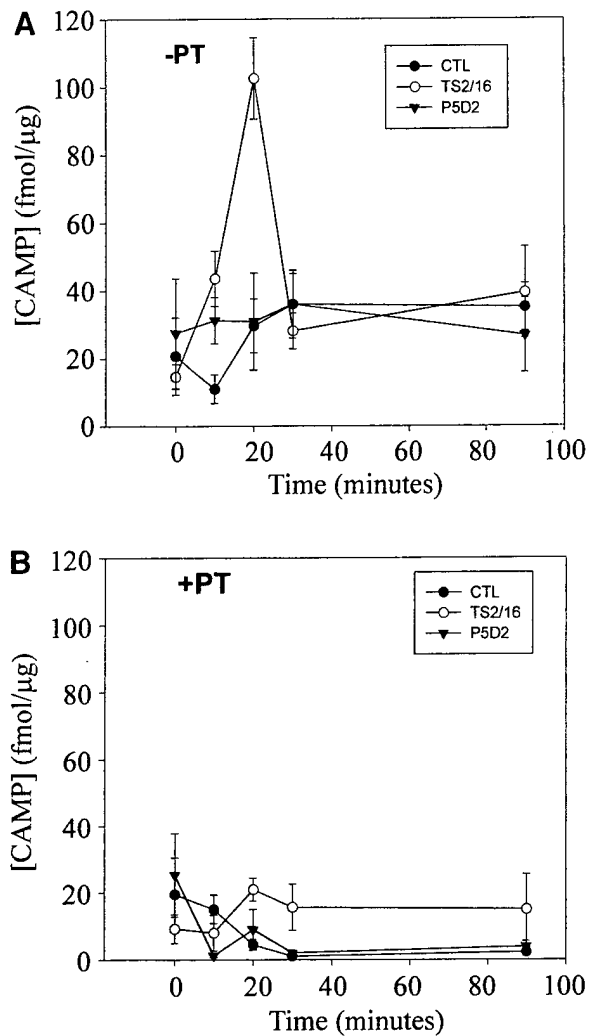 A
-PT
CTL
TS2/16
P5D2
[CAMP] (fmol/µg)
120
100
80
60
40
20
0
0 20 40 60 80 100
Time (minutes)
B
+PT
CTL
TS2/16
P5D2
[CAMP] (fmol/µg)
120
100
80
60
40
20
0
0 20 40 60 80 100
Time (minutes)